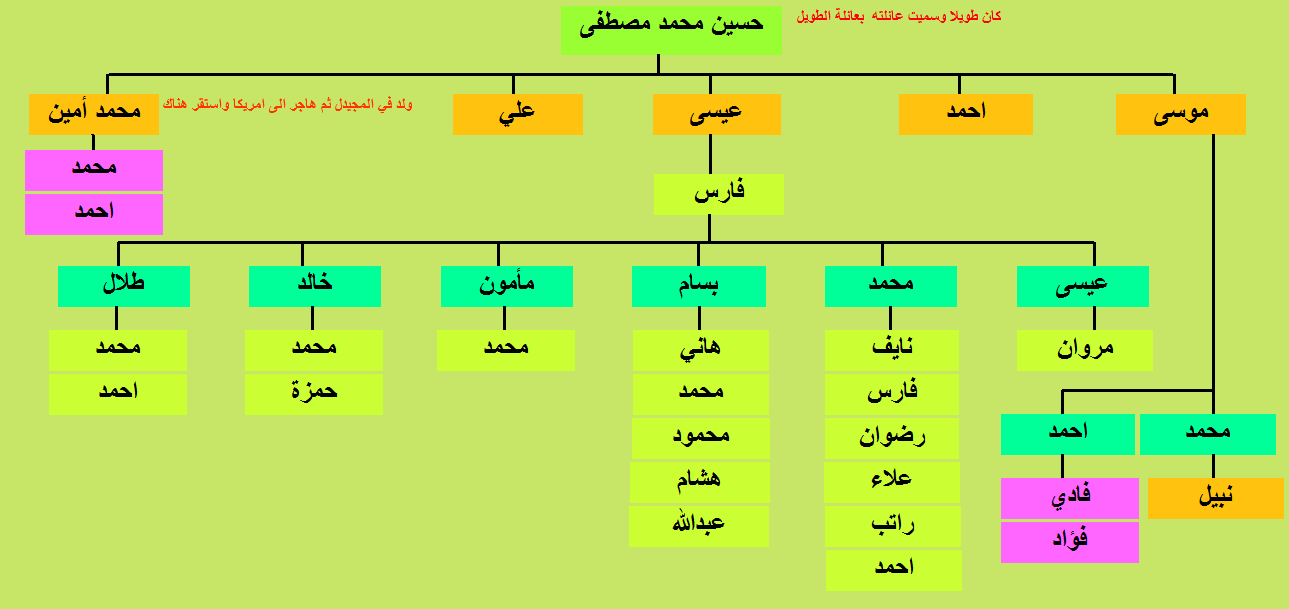 حسين محمد مصطفى
كان طويلا وسميت عائلته بعائلة الطويل
موسى
احمد
عيسى
علي
ولد في المجيدل ثم هاجر الى امريكا واستقر هناك
محمد أمين
محمد
احمد
فارس
عيسى
محمد
بسام
مأمون
خالد
طلال
مروان
نايف
هاني
محمد
محمد
محمد
فارس
محمد
حمزة
احمد
محمد
احمد
رضوان
محمود
علاء
هشام
نبيل
فادي
راتب
عبدالله
فؤاد
احمد